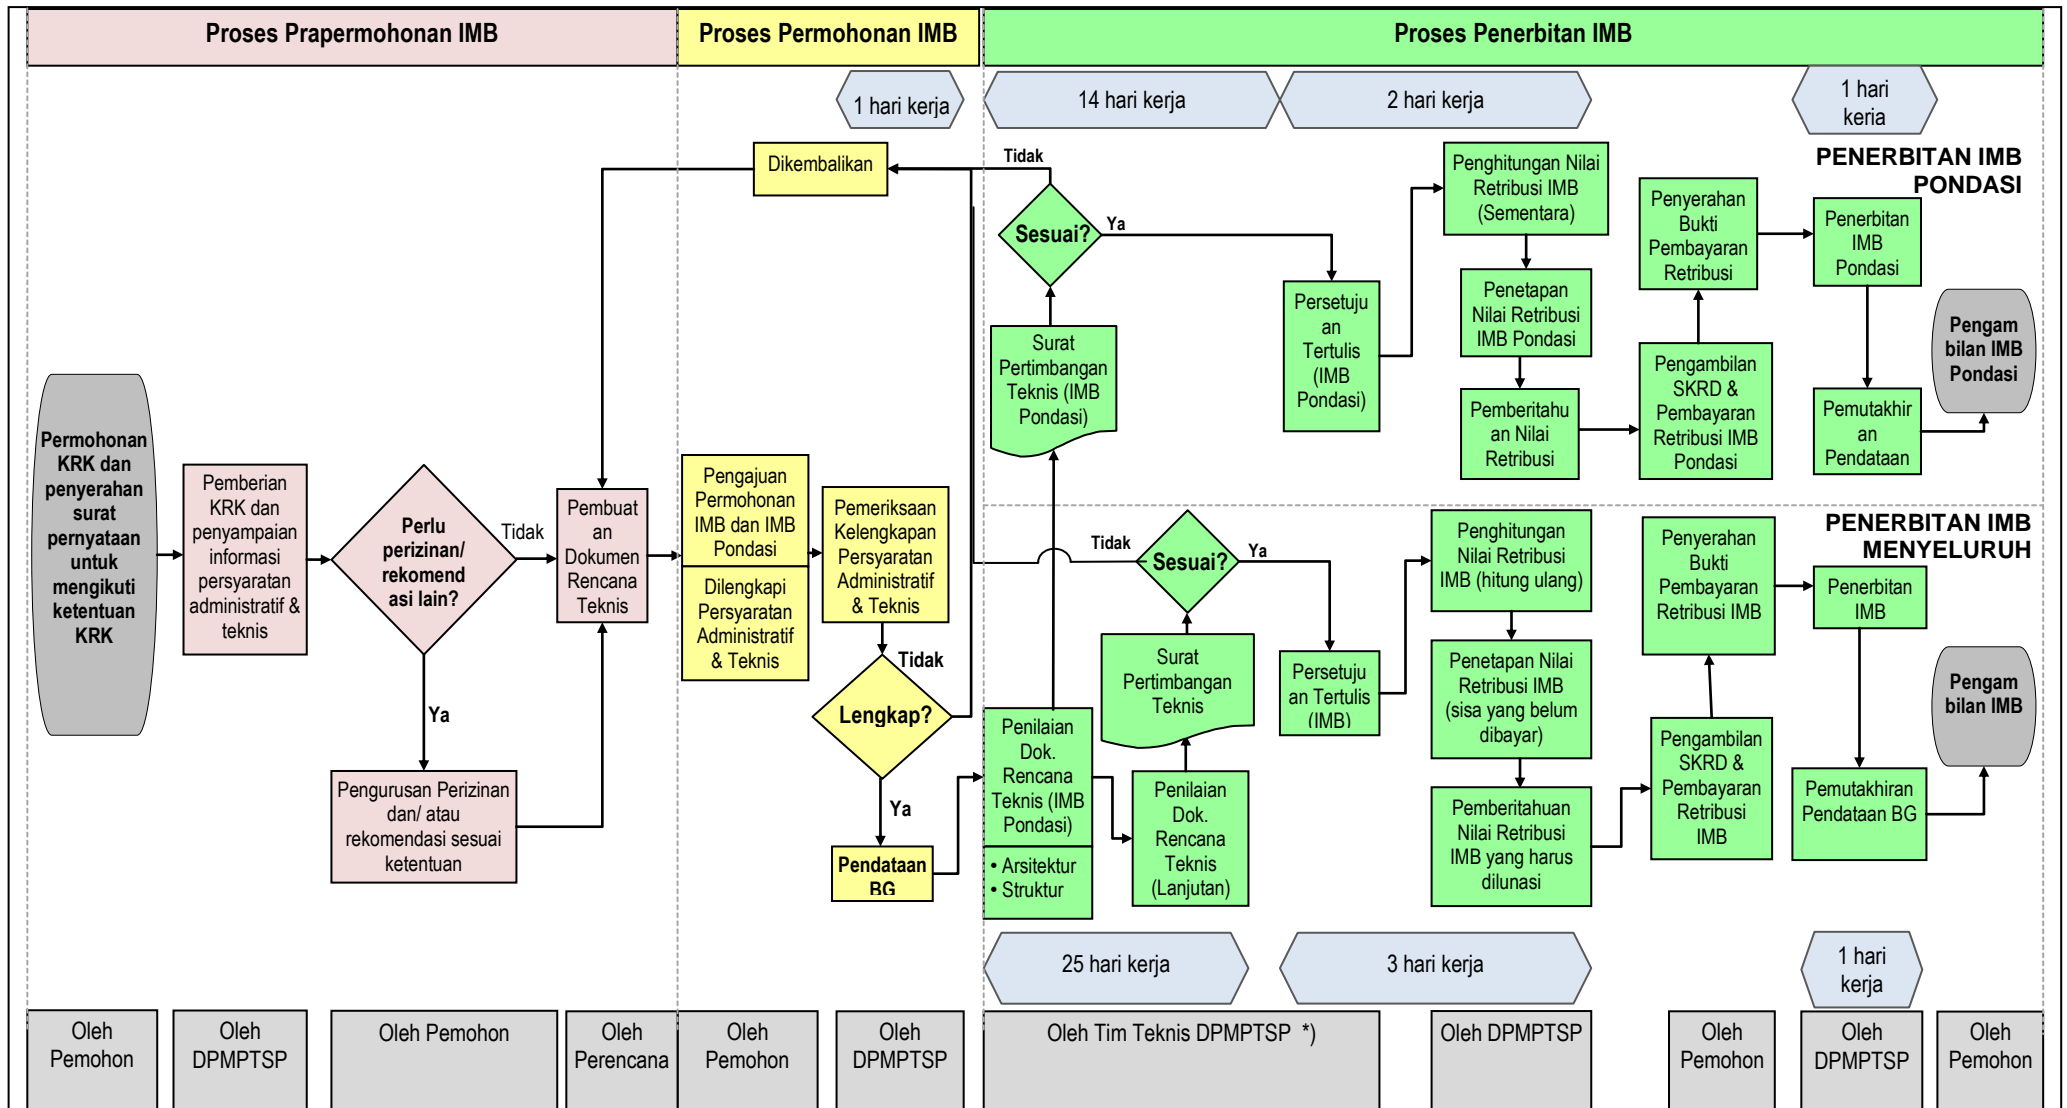 Proses Prapermohonan IMB
Proses Permohonan IMB
Proses Penerbitan IMB
1 hari kerja
14 hari kerja
2 hari kerja
1 hari
keria
PENERBITAN IMB
PONDASI
Permohonan
KRK dan
penyerahan
surat
pernyataan
untuk
mengikuti
ketentuan
KRK
Pemberian
KRK dan
penyampaian
informasi
persyaratan
administratif &
teknis
Perlu
perizinan/
rekomend
asi lain?
Tidak
Ya
Pengurusan Perizinan
dan/ atau
rekomendasi sesuai
ketentuan
Pembuat
an
Dokumen
Rencana
Teknis
Dikembalikan
Pengajuan
Permohonan
IMB dan IMB
Pondasi
Dilengkapi
Persyaratan
Administratif
& Teknis
Pemeriksaan
Kelengkapan
Persyaratan
Administratif
& Teknis
Tidak
Lengkap?
Ya
Pendataan
BG
Penilaian
Dok.
Rencana
Teknis (IMB
Pondasi)
• Arsitektur
• Struktur
Surat
Pertimbangan
Teknis (IMB
Pondasi)
Tidak
Sesuai?
Ya
Persetuju
an
Tertulis
(IMB
Pondasi)
Penghitungan Nilai
Retribusi IMB
(Sementara)
Penetapan
Nilai Retribusi
IMB Pondasi
Pemberitahu
an Nilai
Retribusi
Pengambilan
SKRD &
Pembayaran
Retribusi IMB
Pondasi
Penyerahan
Bukti
Pembayaran
Retribusi
Penerbitan
IMB
Pondasi
Pemutakhir
an
Pendataan
Pengam
bilan IMB
Pondasi
PENERBITAN IMB
MENYELURUH
Penilaian
Dok.
Rencana
Teknis
(Lanjutan)
Surat
Pertimbangan
Teknis
Tidak
Sesuai?
Ya
Persetuju
an Tertulis
(IMB)
Penghitungan
Nilai Retribusi
IMB (hitung ulang)
Penetapan Nilai
Retribusi IMB
(sisa yang belum
dibayar)
Pemberitahuan
Nilai Retribusi
IMB yang harus
dilunasi
Pengambilan
SKRD &
Pembayaran
Retribusi
IMB
Penyerahan
Bukti
Pembayaran
Retribusi IMB
Penerbitan
IMB
Pemutakhiran
Pendataan BG
Pengam
bilan IMB
25 hari kerja
3 hari kerja
1 hari
kerja
Oleh
Pemohon
Oleh
DPMPTSP
Oleh Pemohon
Oleh
Perencana
Oleh
Pemohon
Oleh
DPMPTSP
Oleh Tim Teknis DPMPTSP *)
Oleh DPMPTSP
Oleh
Pemohon
Oleh
DPMPTSP
Oleh
Pemohon